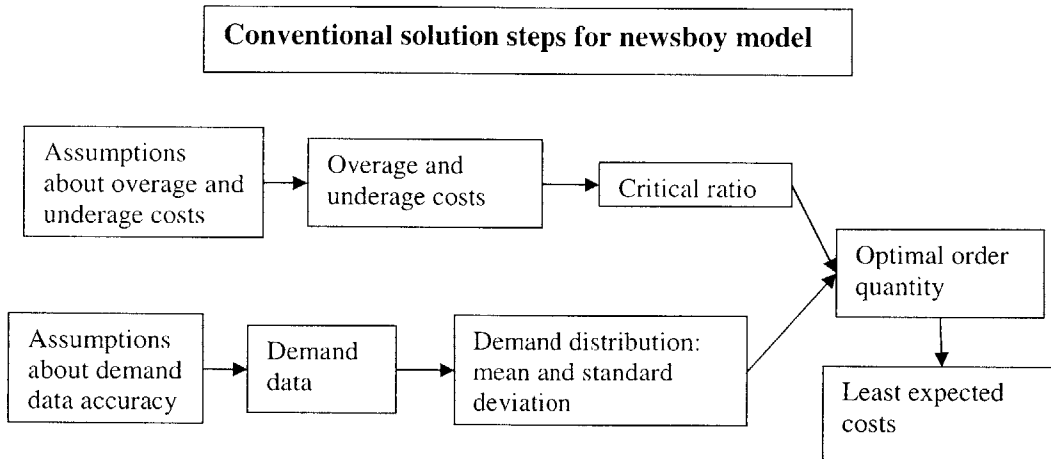 Conventional solution steps for newsboy model
Assumptions
about overage and
underage costs
Overage and
underage costs
Critical ratio
Optimal order
quantity
Assumptions
about demand
data accuracy
Demand
data
Demand distribution:
mean and standard
deviation
Least expected
costs